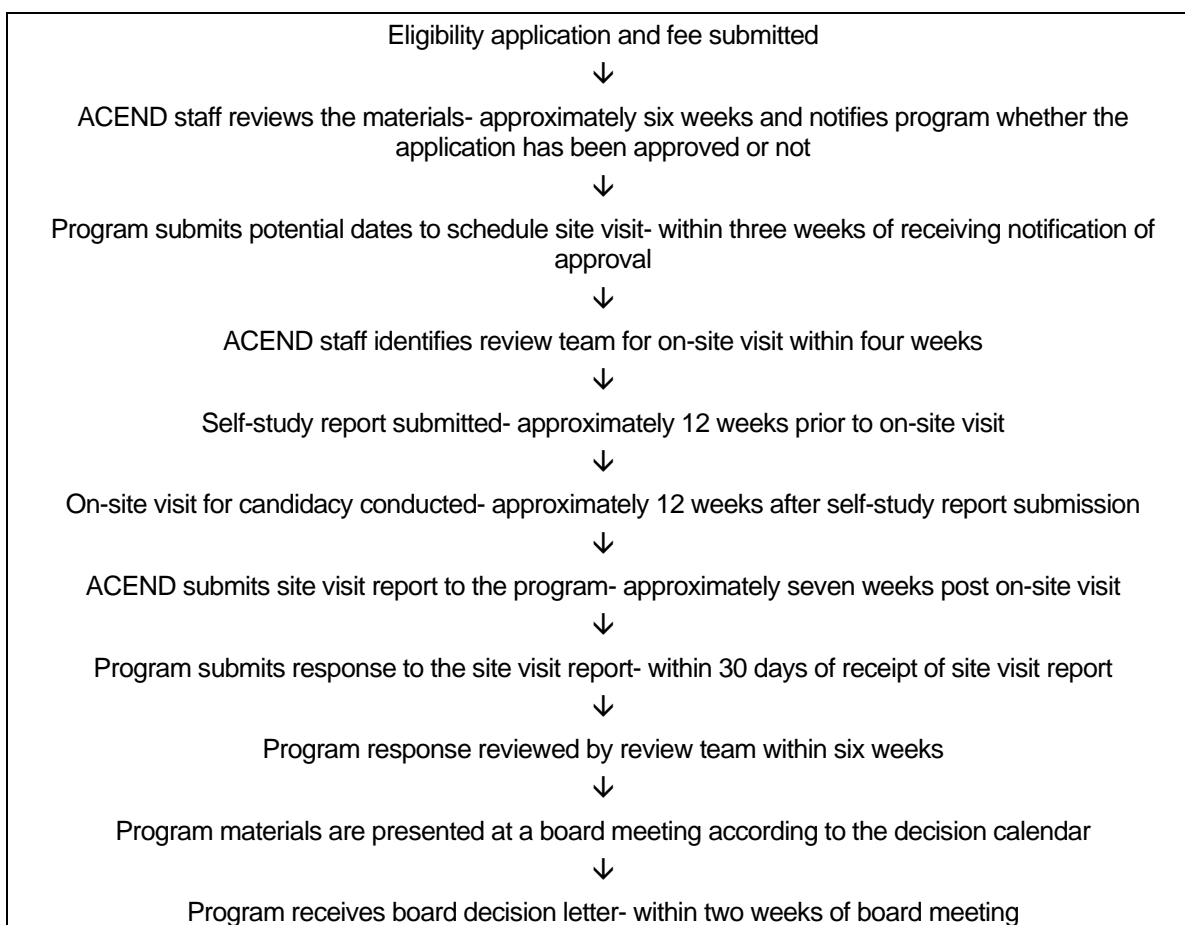 Eligibility application and fee submitted
↓
ACEND staff reviews the materials- approximately six weeks and notifies program whether the
application has been approved or not
↓
Program submits potential dates to schedule site visit- within three weeks of receiving notification of
approval
↓
ACEND staff identifies review team for on-site visit within four weeks
↓
Self-study report submitted- approximately 12 weeks prior to on-site visit
↓
On-site visit for candidacy conducted- approximately 12 weeks after self-study report submission
↓
ACEND submits site visit report to the program- approximately seven weeks post on-site visit
↓
Program submits response to the site visit report- within 30 days of receipt of site visit report
↓
Program response reviewed by review team within six weeks
↓
Program materials are presented at a board meeting according to the decision calendar
↓
Program receives board decision letter- within two weeks of board meeting